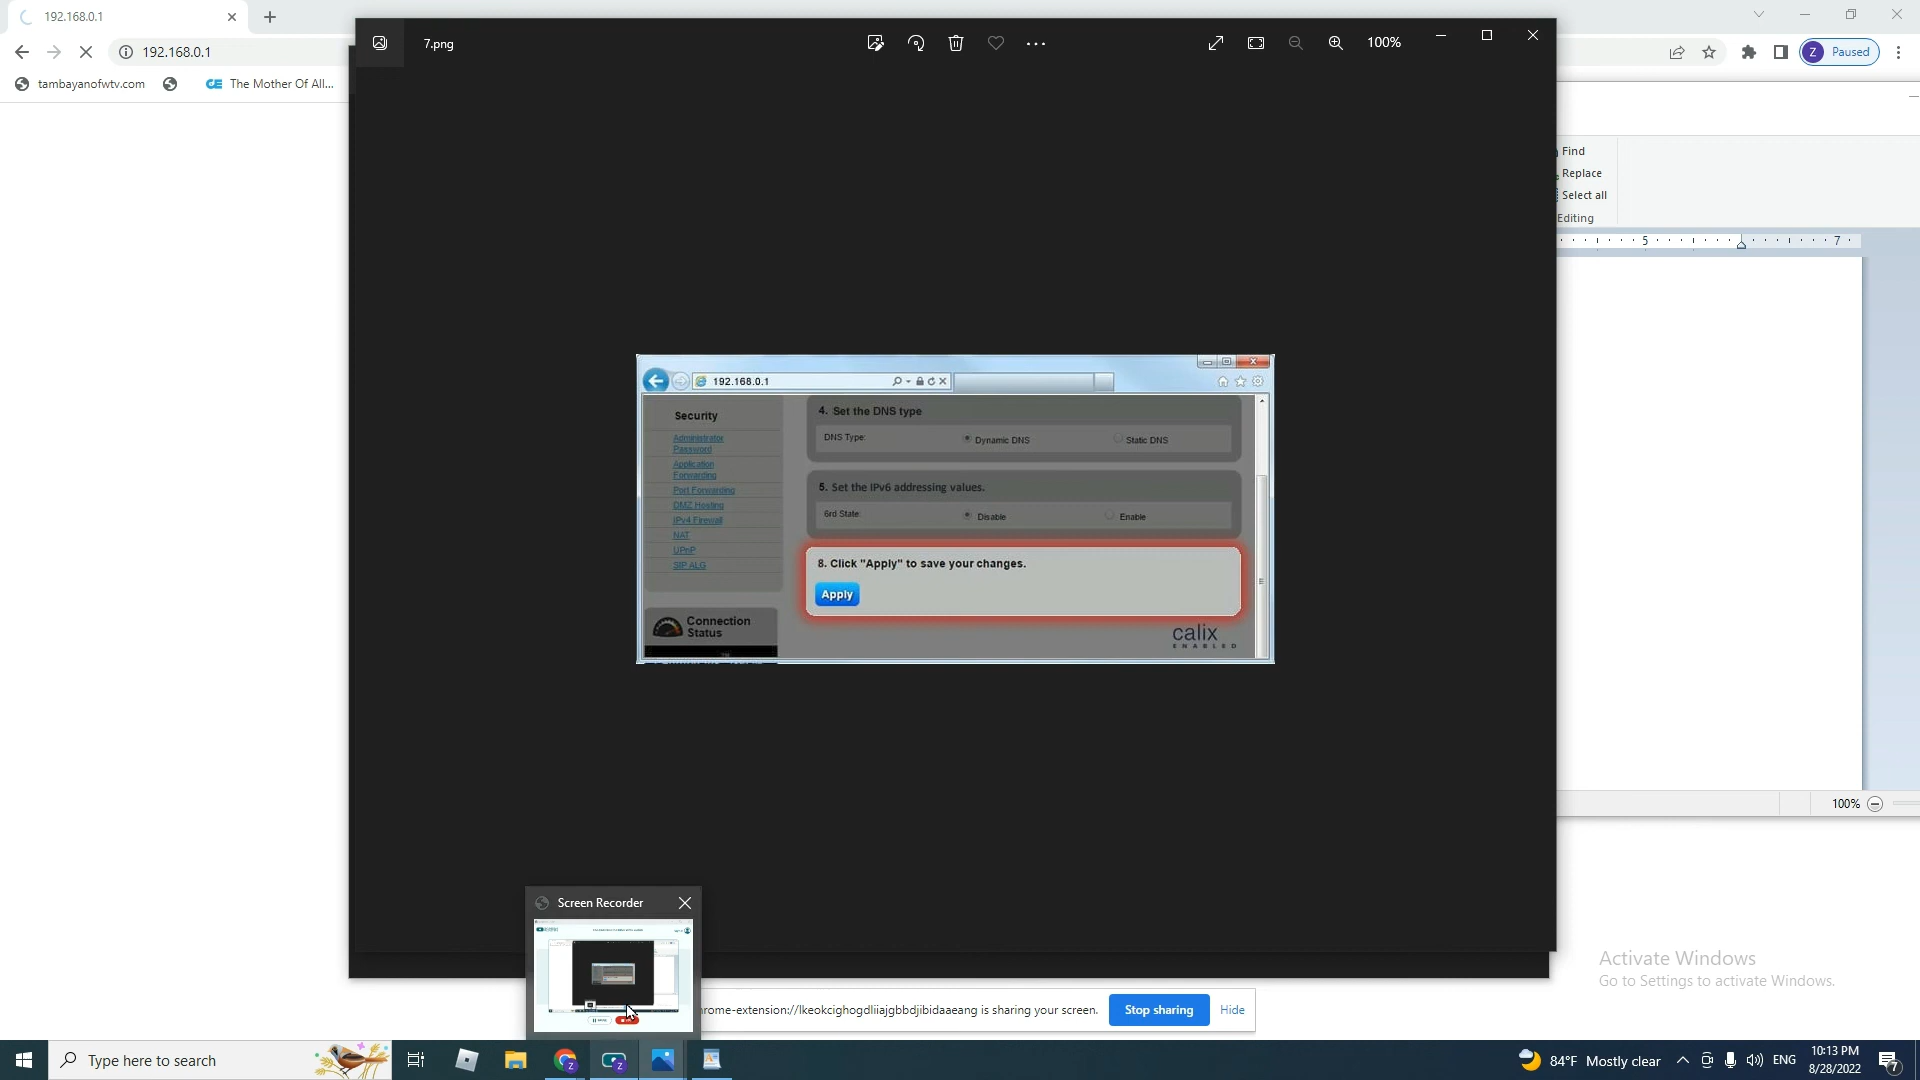 192.168.0.1
192.168.0.1
Paused
tambayanofwtv.com
The Mother Of All...
7.png
100%
Find
Replace
Select all
Editing
5
7
192.168.0.1
Security
Administrator
Password
Application
Forwarding
Port Forwarding
DMZ Hosting
IPv4 Firewall
NAT
UPnP
SIP ALG
Connection
Status
4. Set the DNS type
DNS Type:
Dynamic DNS
Static DNS
5. Set the IPv6 addressing values.
6rd State
Disable
Enable
8. Click "Apply" to save your changes.
Apply
calix
ENABLED
100%
Screen Recorder
rome-extension://lkeokcighogdliiajgbbdjibidaaeang is sharing your screen.
Stop sharing
Hide
Activate Windows
Go to Settings to activate Windows.
Type here to search
84°F Mostly clear
ENG
10:13 PM
8/28/2022
7